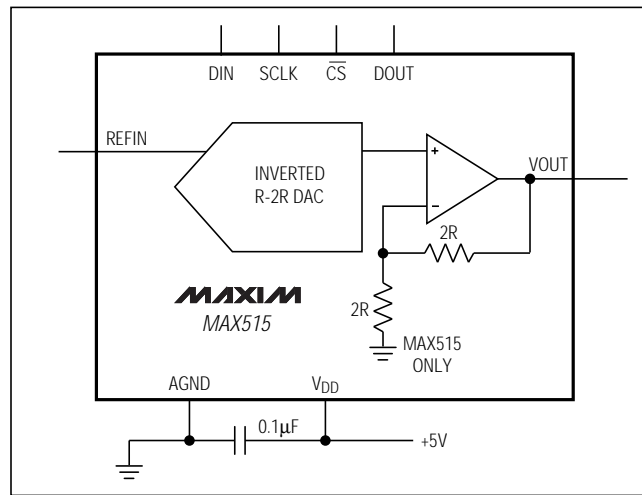 DIN SCLK CS DOUT
REFIN
INVERTED
R-2R DAC
+
−
VOUT
2R
2R
MAXIM
MAX515
MAX515
ONLY
AGND
VDD
0.1μF
+5V